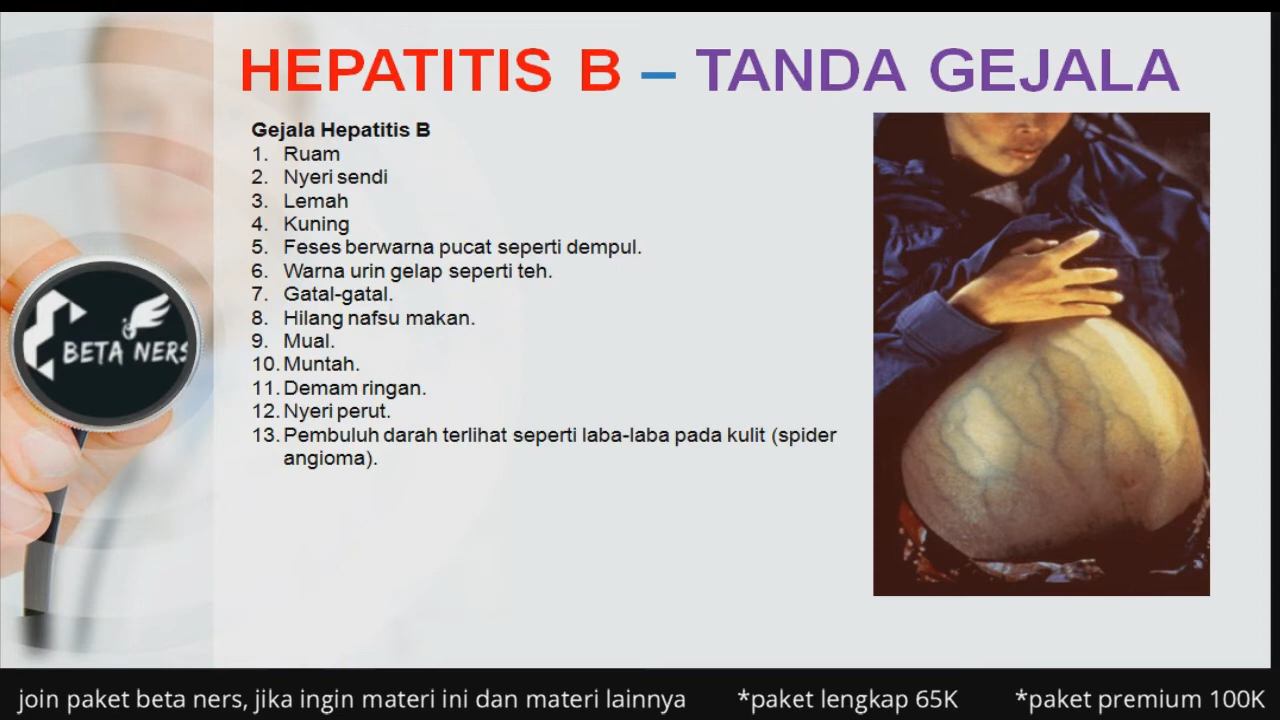 HEPATITIS B – TANDA GEJALA
Gejala Hepatitis B
1. Ruam
2. Nyeri sendi
3. Lemah
4. Kuning
5. Feses berwarna pucat seperti dempul.
6. Warna urin gelap seperti teh.
7. Gatal-gatal.
8. Hilang nafsu makan.
9. Mual.
10. Muntah.
11. Demam ringan.
12. Nyeri perut.
13. Pembuluh darah terlihat seperti laba-laba pada kulit (spider
angioma).
BETA NERS
join paket beta ners, jika ingin materi ini dan materi lainnya *paket lengkap 65K *paket premium 100K